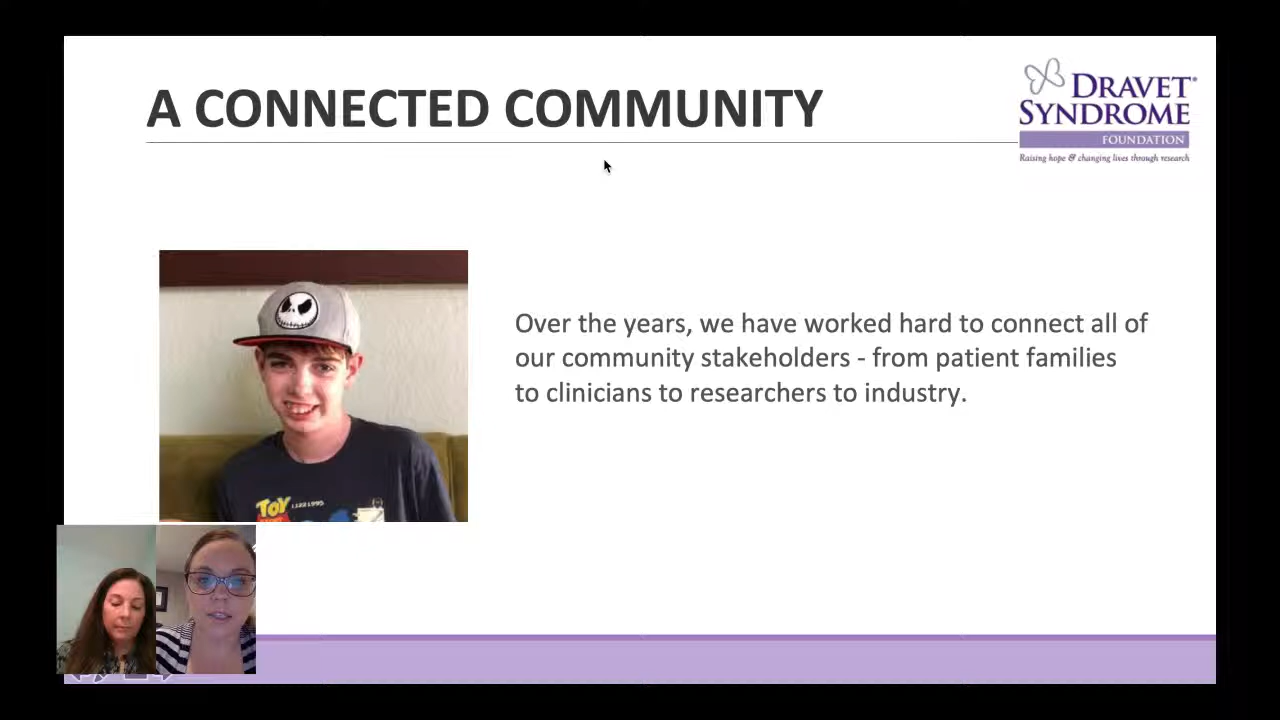 A CONNECTED COMMUNITY
DRAVET®
SYNDROME
FOUNDATION
Raising hope & changing lives through research
Over the years, we have worked hard to connect all of
our community stakeholders - from patient families
to clinicians to researchers to industry.
TOY